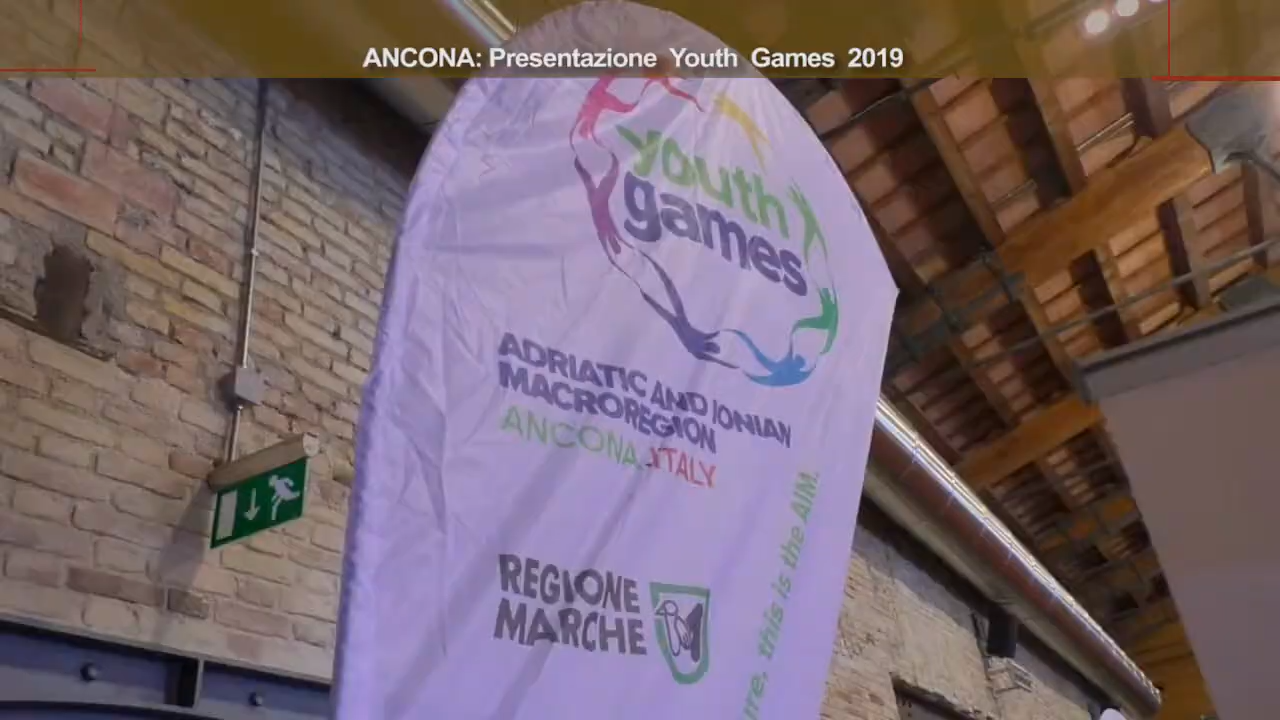 ANCONA: Presentazione Youth Games 2019
youth
games
ADRIATIC AND IONIAN
MACROREGION
ANCONA, ITALY
REGIONE
MARCHE
this is the AIM.